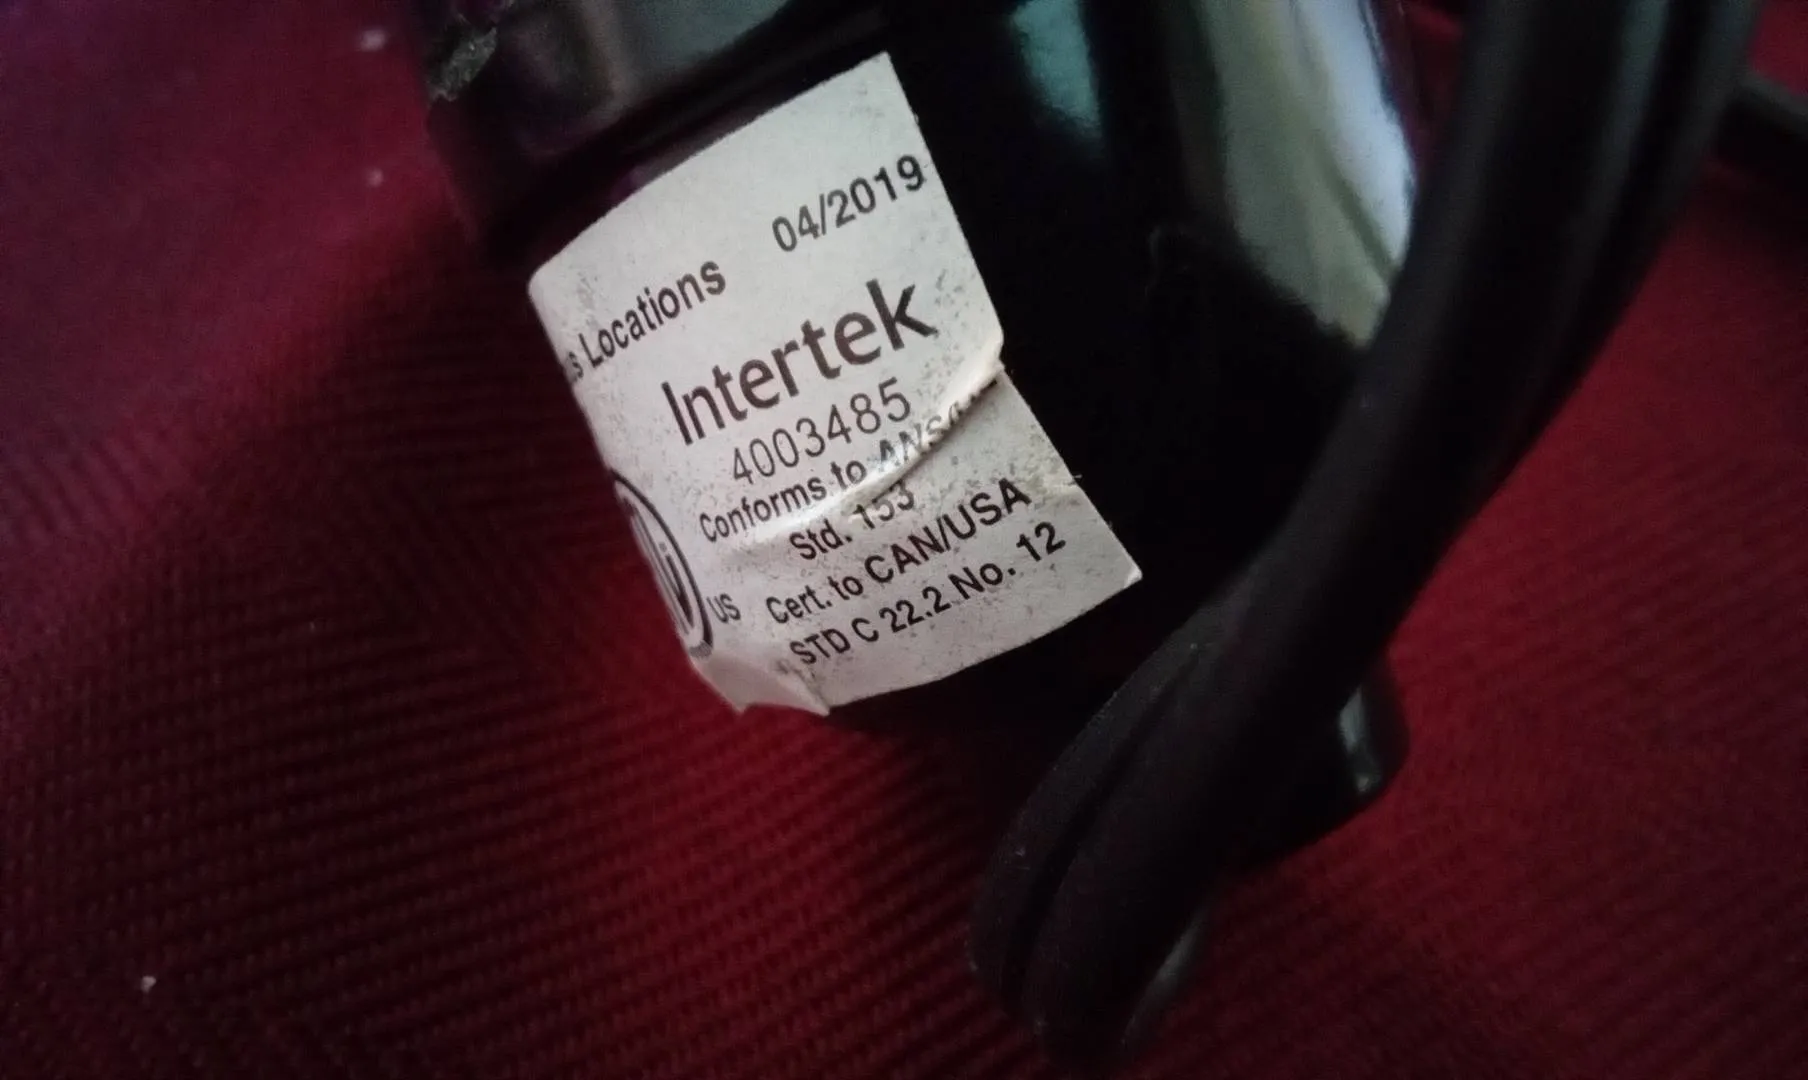 04/2019
Locations
Intertek
4003485
Conforms to ANS
Std. 153
US Cert. to CAN/USA
STD C 22.2 No. 12